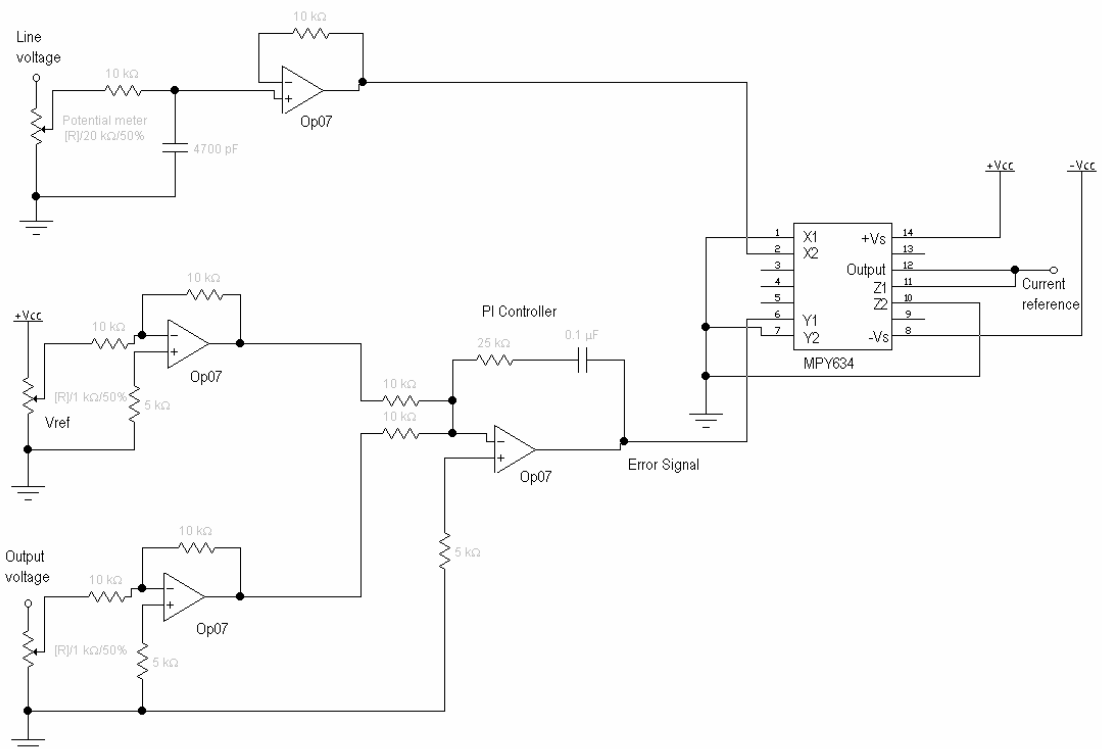 10 kΩ
Line
voltage
10 kΩ
Potential meter
[R]/20 kΩ/50%
4700 pF
Op07
+Vcc
-Vcc
1
2
3
4
5
6
7
X1
X2
Y1
Y2
+Vs
Output
Z1
Z2
-Vs
14
13
12
11
10
9
8
MPY634
Current
reference
10 kΩ
+Vcc
10 kΩ
Op07
[R]/1 kΩ/50%
5 kΩ
Vref
PI Controller
25 kΩ
0.1 µF
10 kΩ
10 kΩ
Op07
Error Signal
5 kΩ
10 kΩ
Output
voltage
10 kΩ
Op07
[R]/1 kΩ/50%
5 kΩ